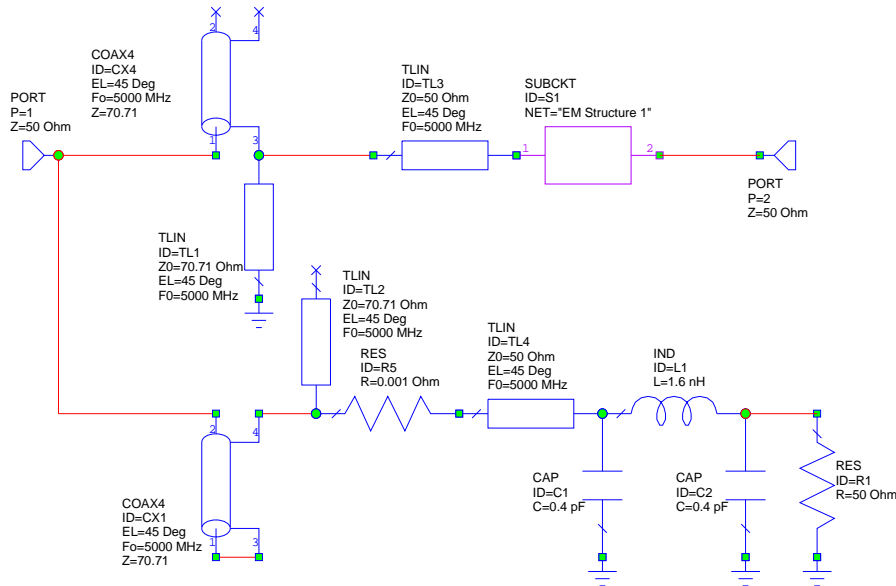 2
4
COAX4
ID=CX4
EL=45 Deg
Fo=5000 MHz
Z=70.71
1
3
PORT
P=1
Z=50 Ohm
TLIN
ID=TL3
Z0=50 Ohm
EL=45 Deg
F0=5000 MHz
SUBCKT
ID=S1
NET="EM Structure 1"
1
2
PORT
P=2
Z=50 Ohm
TLIN
ID=TL1
Z0=70.71 Ohm
EL=45 Deg
F0=5000 MHz
TLIN
ID=TL2
Z0=70.71 Ohm
EL=45 Deg
F0=5000 MHz
RES
ID=R5
R=0.001 Ohm
TLIN
ID=TL4
Z0=50 Ohm
EL=45 Deg
F0=5000 MHz
IND
ID=L1
L=1.6 nH
2
4
COAX4
ID=CX1
EL=45 Deg
Fo=5000 MHz
Z=70.71
1
3
CAP
ID=C1
C=0.4 pF
CAP
ID=C2
C=0.4 pF
RES
ID=R1
R=50 Ohm